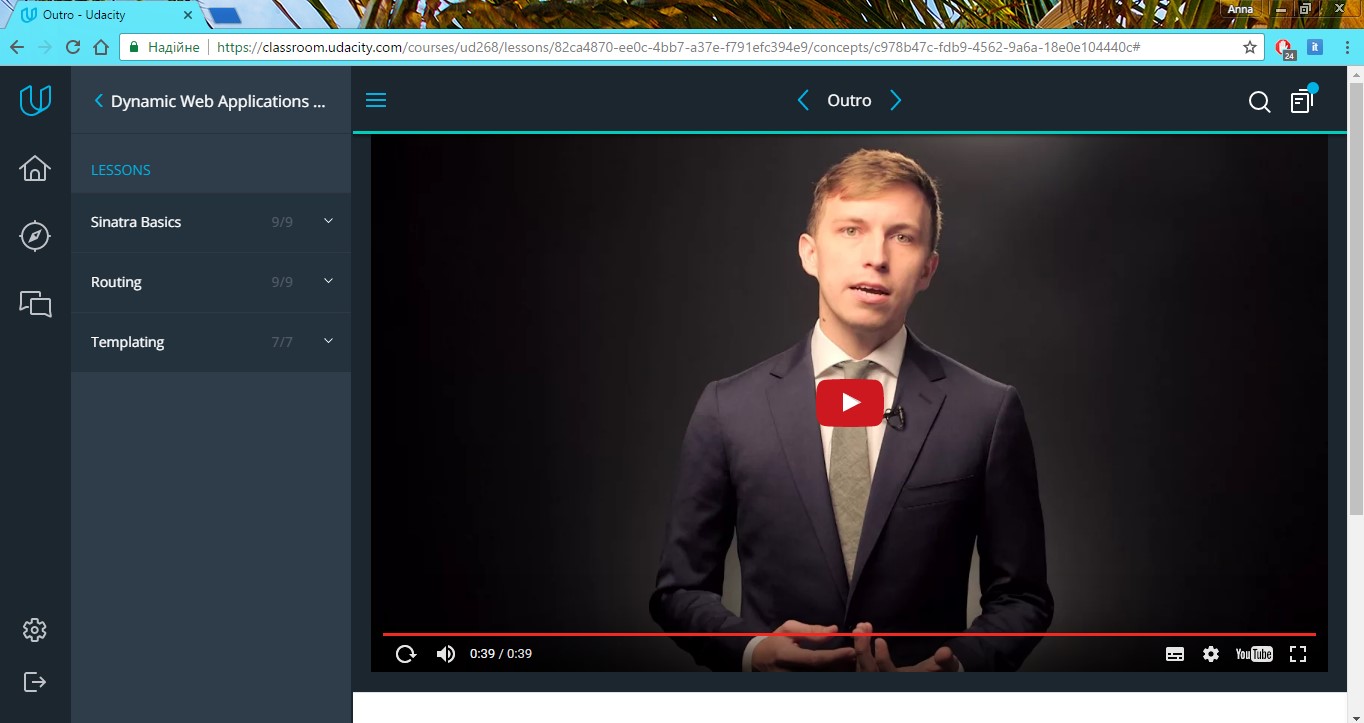 Outro - Udacity
Anna
Надійне
https://classroom.udacity.com/courses/ud268/lessons/82ca4870-ee0c-4bb7-a37e-f791efc394e9/concepts/c978b47c-fdb9-4562-9a6a-18e0e104440c#
24
it
Dynamic Web Applications ...
Outro
LESSONS
Sinatra Basics 9/9
Routing 9/9
Templating 7/7
0:39 / 0:39
YouTube